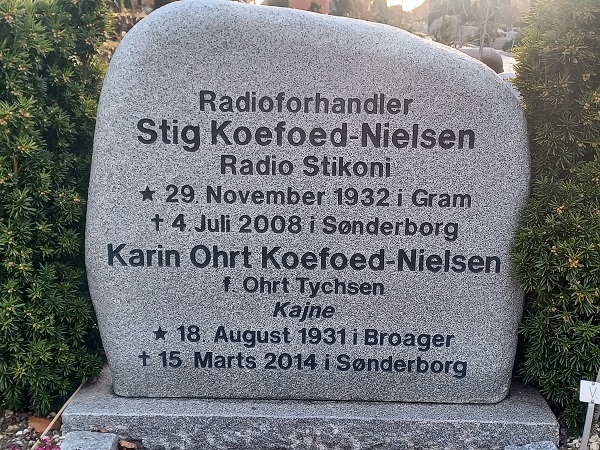 Radioforhandler
Stig Koefoed-Nielsen
Radio Stikoni
★ 29. November 1932 i Gram
✝ 4. Juli 2008 i Sønderborg
Karin Ohrt Koefoed-Nielsen
f. Ohrt Tychsen
Kajne
★ 18. August 1931 i Broager
✝ 15. Marts 2014 i Sønderborg
V